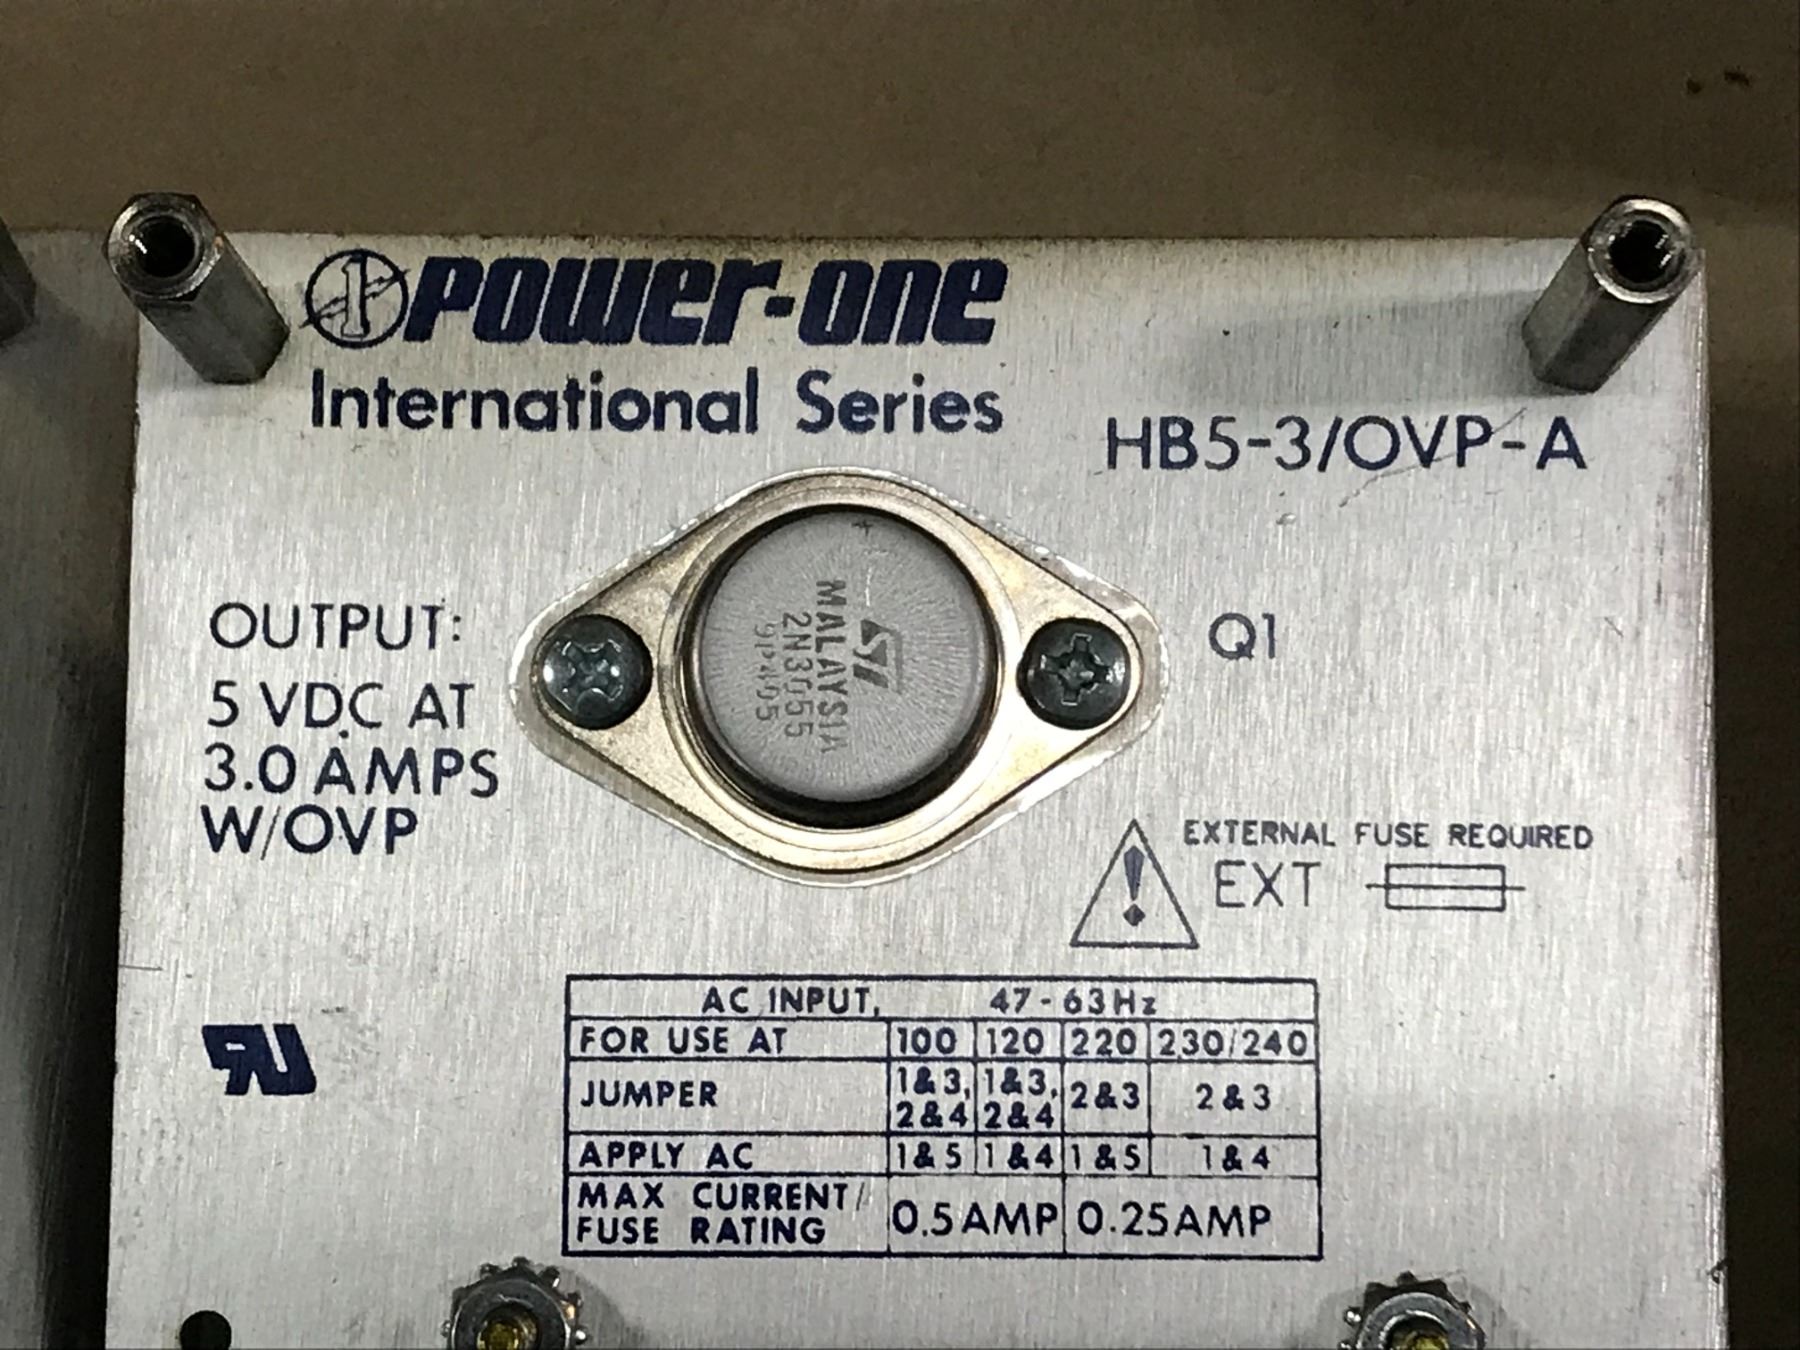 POWER-ONE
International Series
HB5-3/OVP-A
OUTPUT:
5 VDC AT
3.0 AMPS
W/OVP
ST
MALAYSIA
2N3055
Q1
EXTERNAL FUSE REQUIRED
EXT
AC INPUT, 47-63Hz
FOR USE AT 100 120 220 230/240
JUMPER 1&3, 2&4 1&3, 2&4 2&3 2&3
APPLY AC 1&5 1&4 1&5 1&4
MAX CURRENT/
FUSE RATING 0.5AMP 0.25AMP